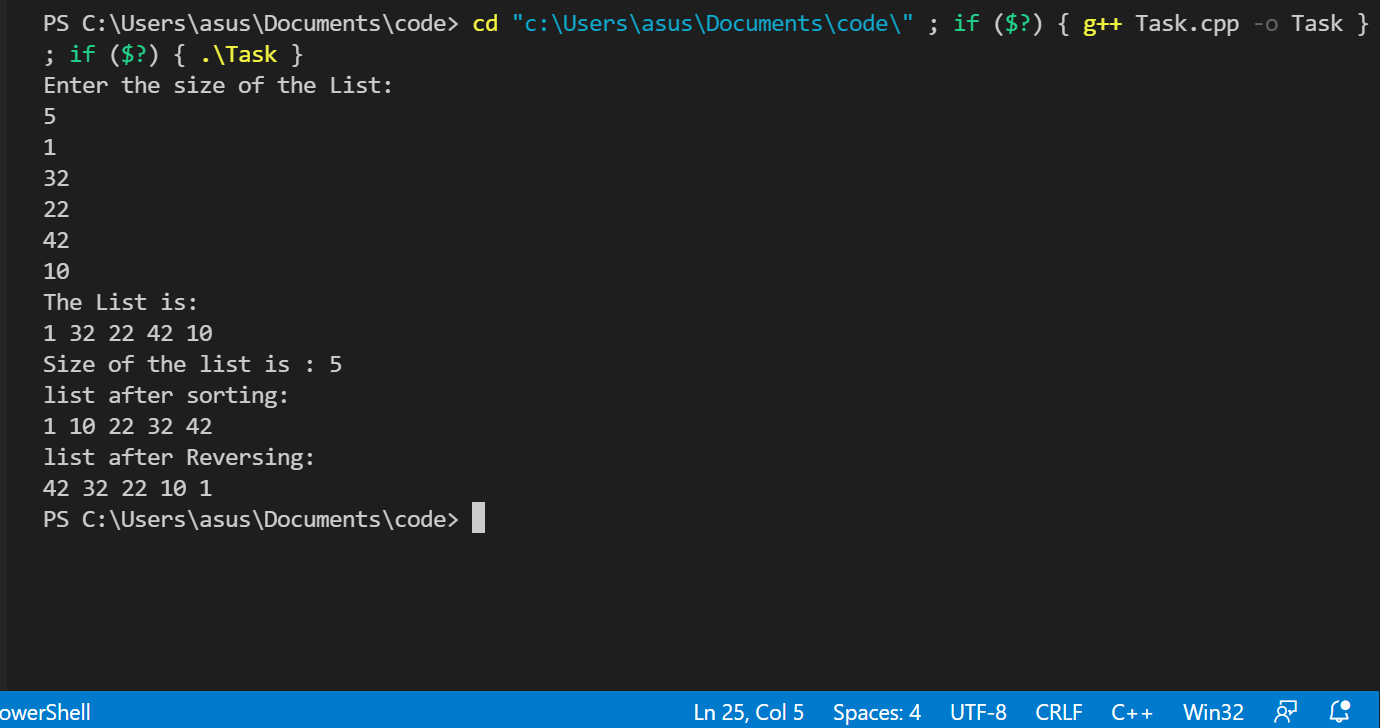 PS C:\Users\asus\Documents\code> cd "c:\Users\asus\Documents\code\" ; if ($?) { g++ Task.cpp -o Task }
; if ($?) { .\Task }
Enter the size of the List:
5
1
32
22
42
10
The List is:
1 32 22 42 10
Size of the list is : 5
list after sorting:
1 10 22 32 42
list after Reversing:
42 32 22 10 1
PS C:\Users\asus\Documents\code>
owerShell Ln 25, Col 5 Spaces: 4 UTF-8 CRLF C++ Win32